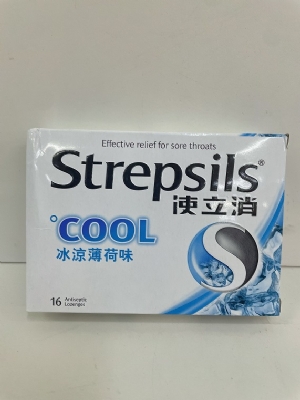 Effective relief for sore throats
Strepsils®
使立消
°COOL
冰涼薄荷味
16 Antiseptic
Lozenges